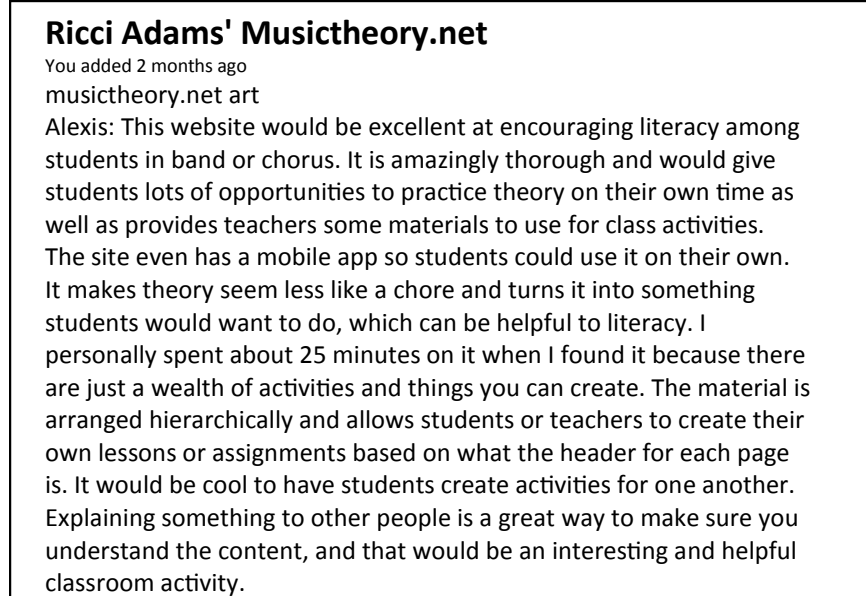 Ricci Adams' Musictheory.net
You added 2 months ago
musictheory.net art
Alexis: This website would be excellent at encouraging literacy among
students in band or chorus. It is amazingly thorough and would give
students lots of opportunities to practice theory on their own time as
well as provides teachers some materials to use for class activities.
The site even has a mobile app so students could use it on their own.
It makes theory seem less like a chore and turns it into something
students would want to do, which can be helpful to literacy. I
personally spent about 25 minutes on it when I found it because there
are just a wealth of activities and things you can create. The material is
arranged hierarchically and allows students or teachers to create their
own lessons or assignments based on what the header for each page
is. It would be cool to have students create activities for one another.
Explaining something to other people is a great way to make sure you
understand the content, and that would be an interesting and helpful
classroom activity.